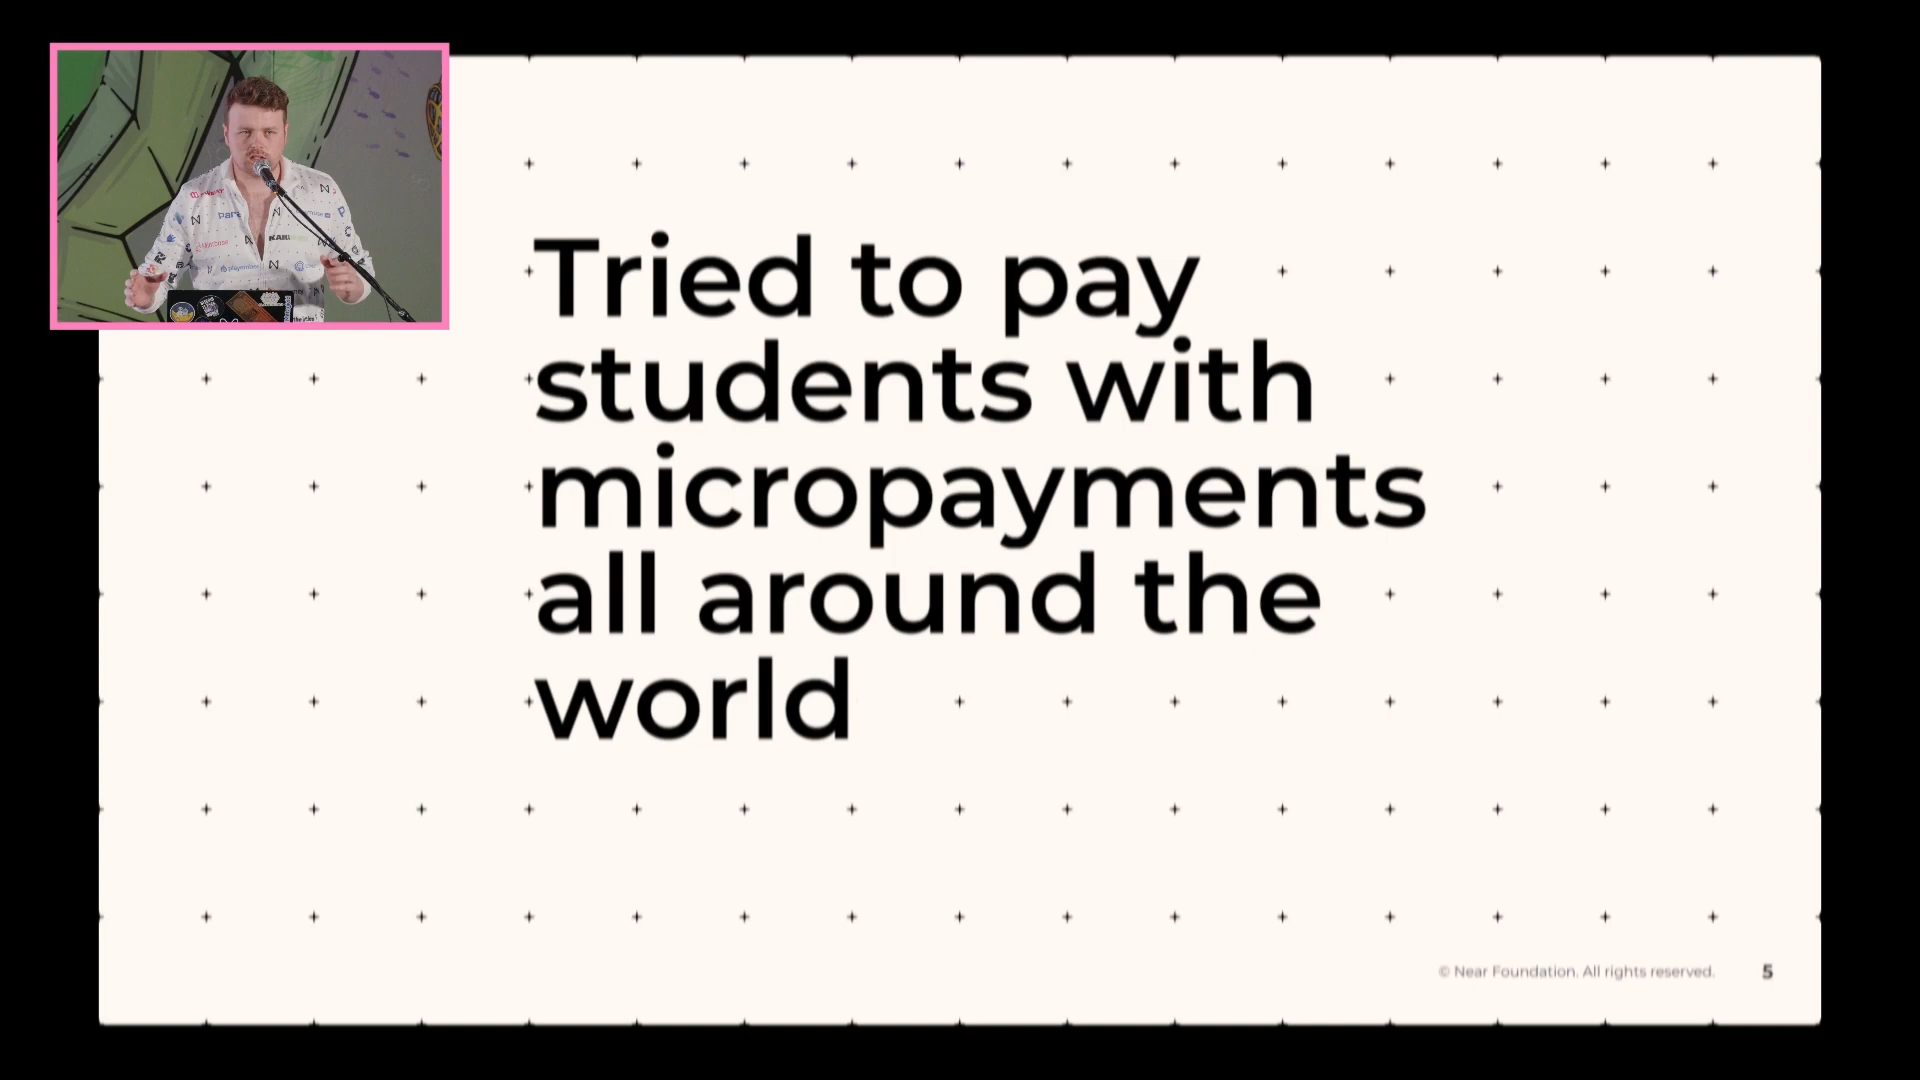 Tried to pay
students with
micropayments
all around the
world
© Near Foundation. All rights reserved.
5